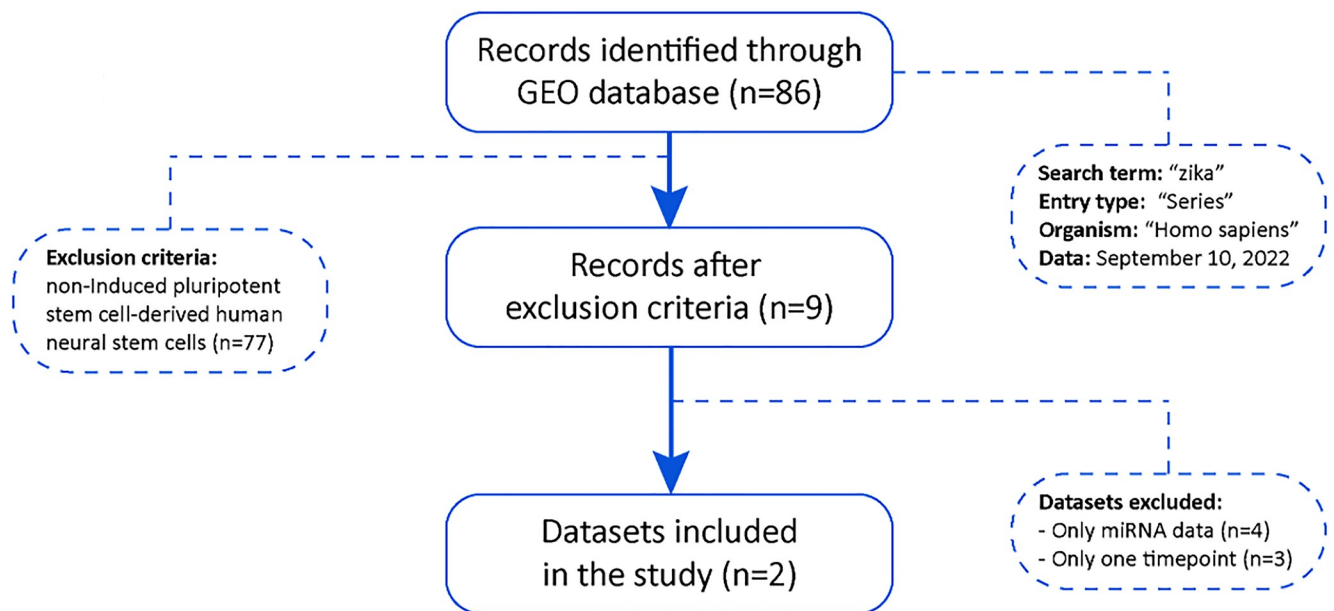 Records identified through
GEO database (n=86)
Search term: “zika”
Entry type: “Series”
Organism: “Homo sapiens”
Data: September 10, 2022
Exclusion criteria:
non-Induced pluripotent
stem cell-derived human
neural stem cells (n=77)
Records after
exclusion criteria (n=9)
Datasets excluded:
- Only miRNA data (n=4)
- Only one timepoint (n=3)
Datasets included
in the study (n=2)